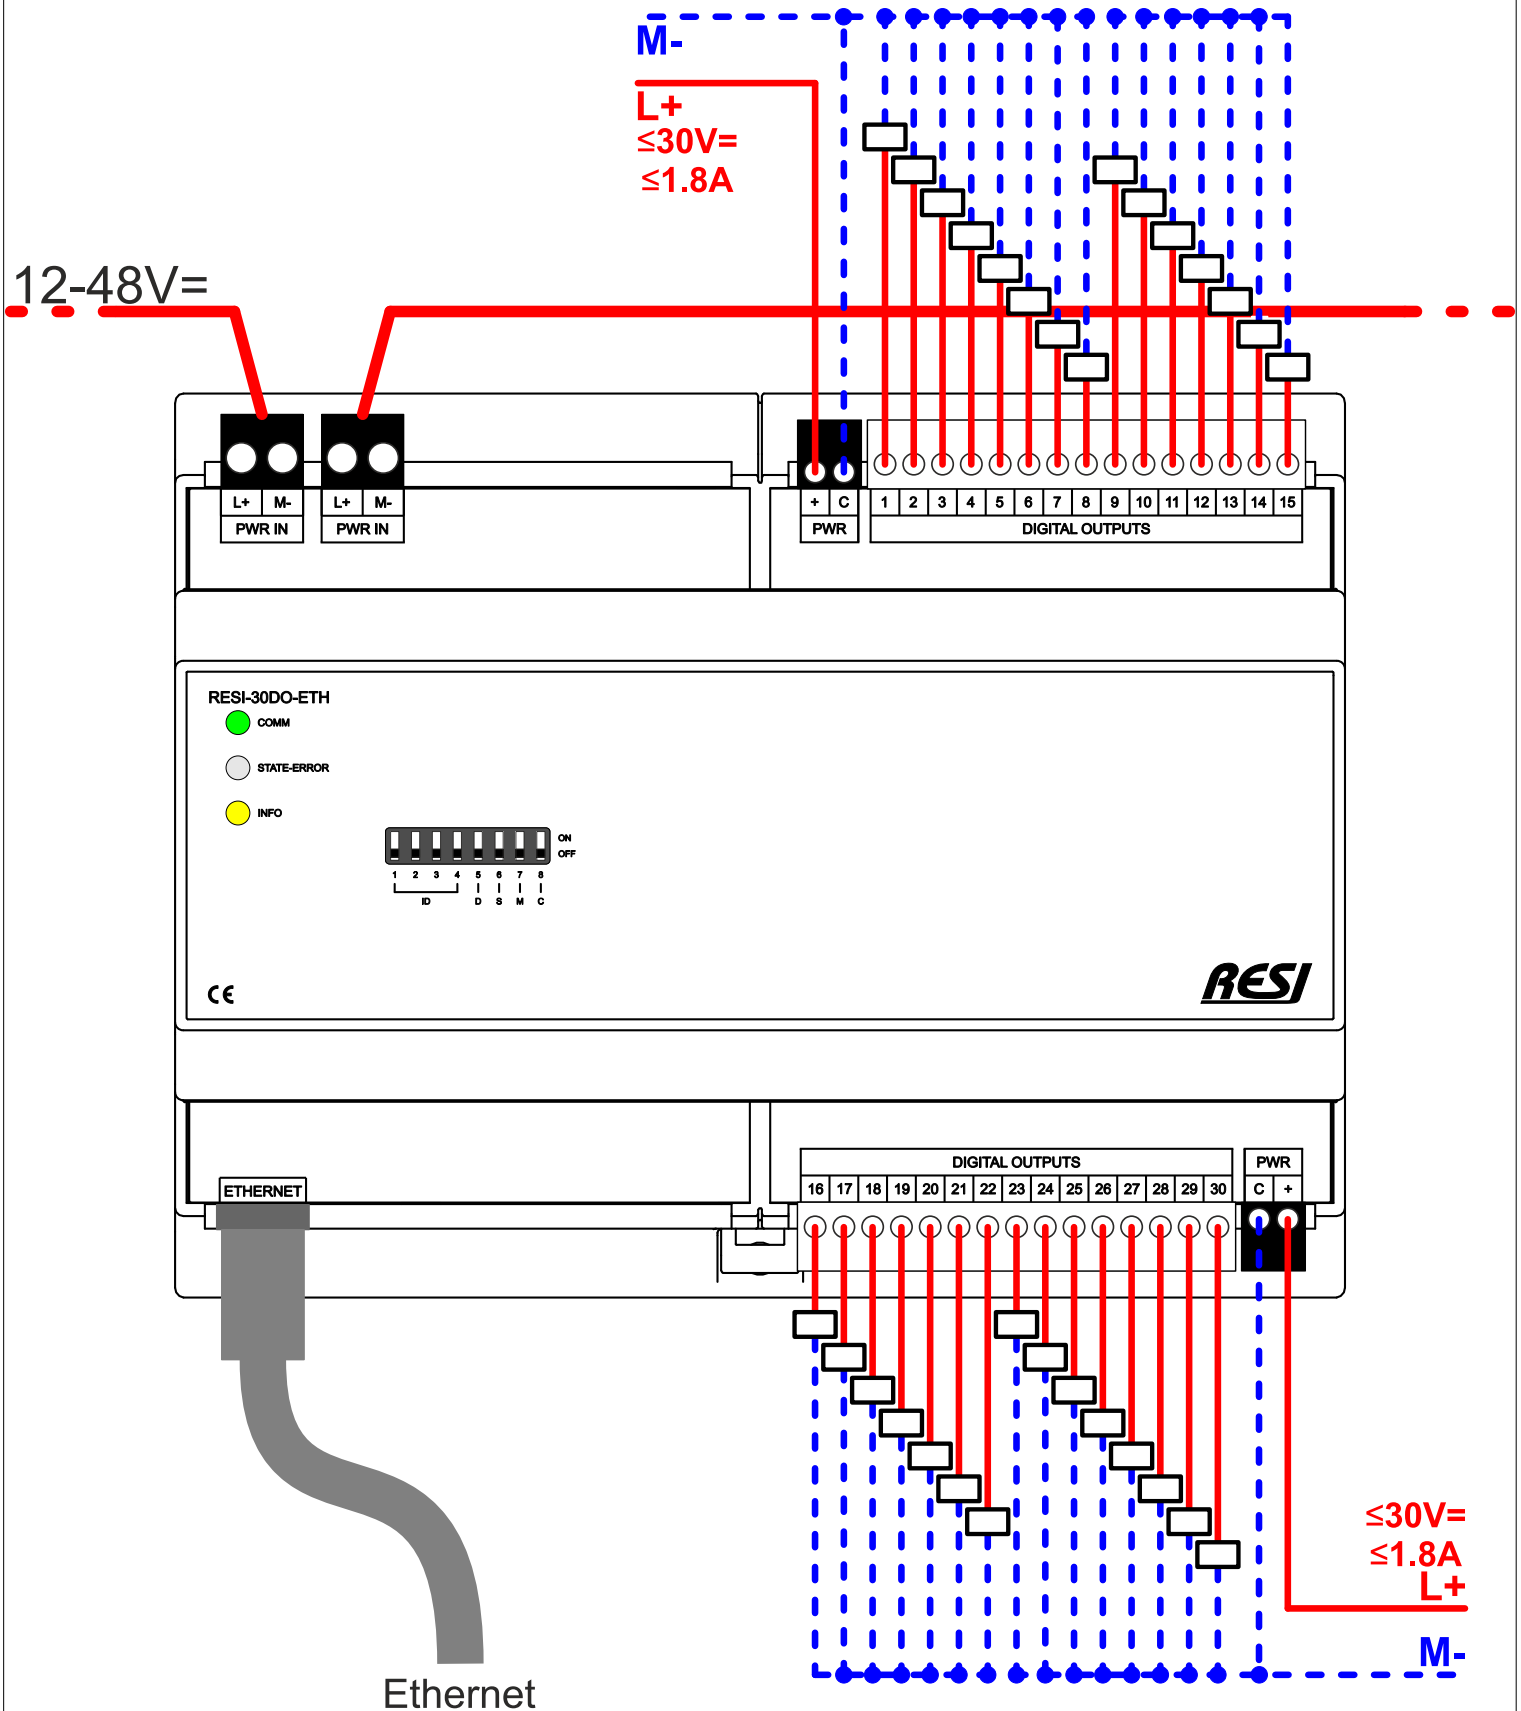 M-
L+
≤30V=
≤1.8A
12-48V=
L+ M- L+ M-
PWR IN PWR IN
+ C 1 2 3 4 5 6 7 8 9 10 11 12 13 14 15
PWR DIGITAL OUTPUTS
RESI-30DO-ETH
COMM
STATE-ERROR
INFO
ON
OFF
1 2 3 4 5 6 7 8
ID D S M C
CE
RESI
DIGITAL OUTPUTS PWR
16 17 18 19 20 21 22 23 24 25 26 27 28 29 30 C +
ETHERNET
≤30V=
≤1.8A
L+
M-
Ethernet